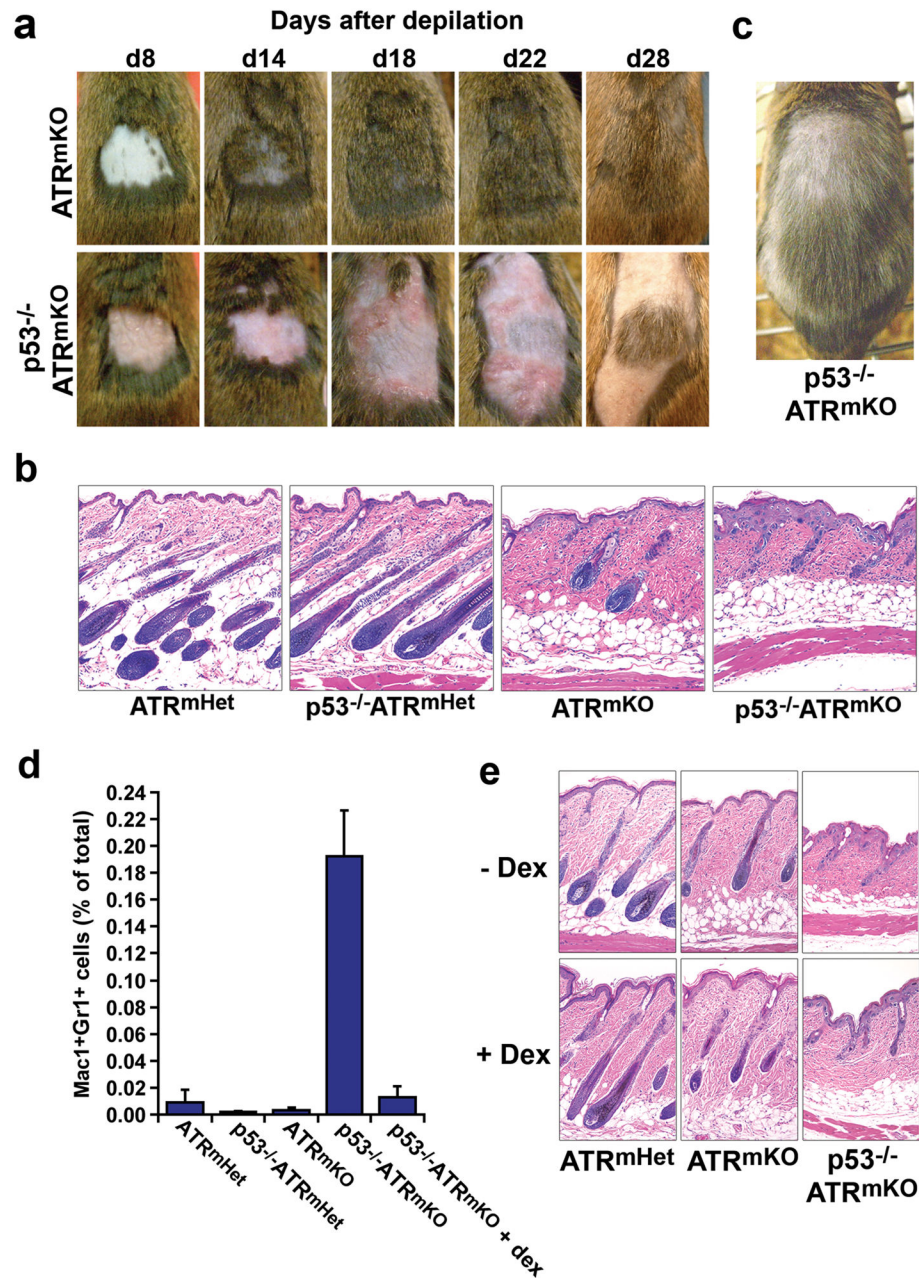 a
Days after depilation
d8 d14 d18 d22 d28
ATRmKO
p53-/-
ATRmKO
c
p53-/-
ATRmKO
b
ATRmHet p53-/-ATRmHet ATRmKO p53-/-ATRmKO
d
Mac1+Gr1+ cells (% of total)
0.24
0.22
0.20
0.18
0.16
0.14
0.12
0.10
0.08
0.06
0.04
0.02
0.00
ATRmHet
p53-/-ATRmHet
ATRmKO
p53-/-ATRmKO
p53-/-ATRmKO + dex
e
- Dex
+ Dex
ATRmHet ATRmKO p53-/-
ATRmKO